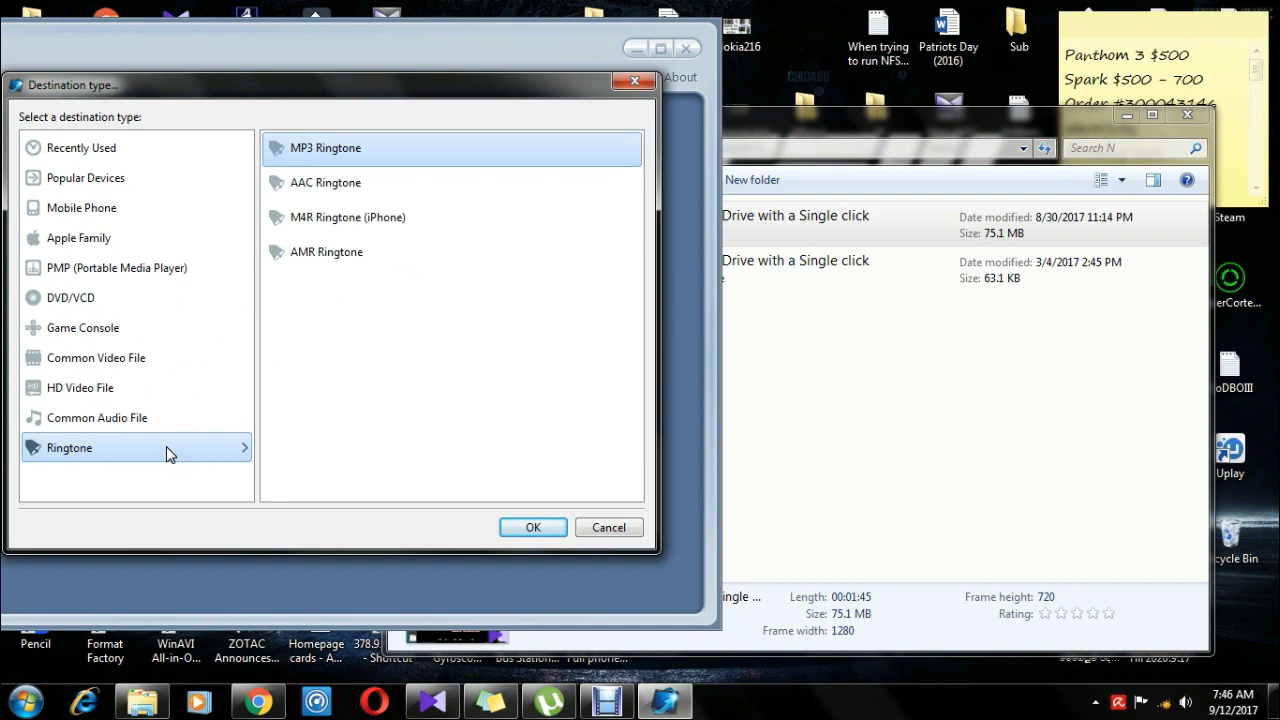 okia216
When trying
to run NFS...
Patriots Day
(2016)
Sub
Panthom 3 $500
Spark $500 - 700
Order #300043146
About
Destination type...
Select a destination type:
Recently Used
Popular Devices
Mobile Phone
Apple Family
PMP (Portable Media Player)
DVD/VCD
Game Console
Common Video File
HD Video File
Common Audio File
Ringtone
MP3 Ringtone
AAC Ringtone
M4R Ringtone (iPhone)
AMR Ringtone
OK
Cancel
Search N
New folder
Drive with a Single click
Date modified: 8/30/2017 11:14 PM
Size: 75.1 MB
Drive with a Single click
Date modified: 3/4/2017 2:45 PM
Size: 63.1 KB
ingle ...
Length: 00:01:45
Size: 75.1 MB
Frame width: 1280
Frame height: 720
Rating:
Steam
erCorte...
oDBOIII
Uplay
cycle Bin
Pencil
Format
Factory
WinAVI
All-in-O...
ZOTAC
Announces...
Homepage
cards - A...
378.9
- Shortcut
7:46 AM
9/12/2017